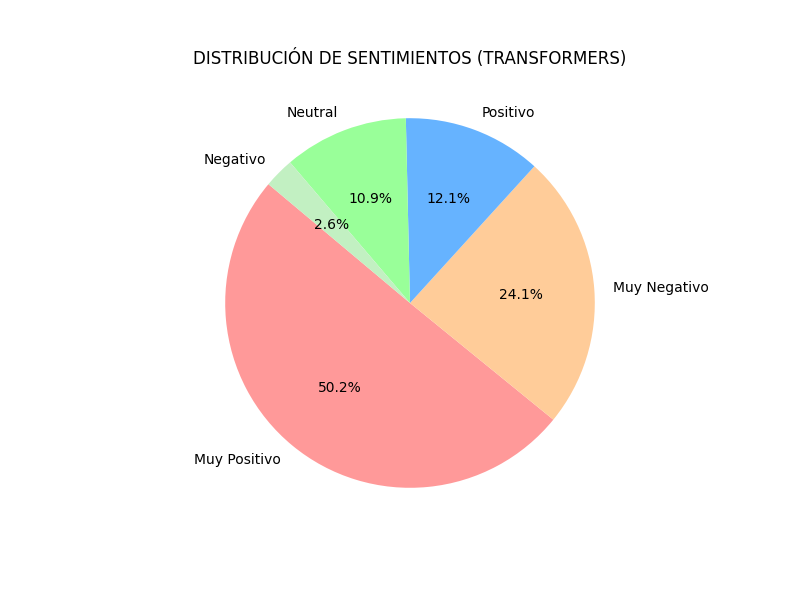 DISTRIBUCIÓN DE SENTIMIENTOS (TRANSFORMERS)
Neutral
Positivo
Negativo
10.9%
12.1%
2.6%
Muy Negativo
24.1%
50.2%
Muy Positivo